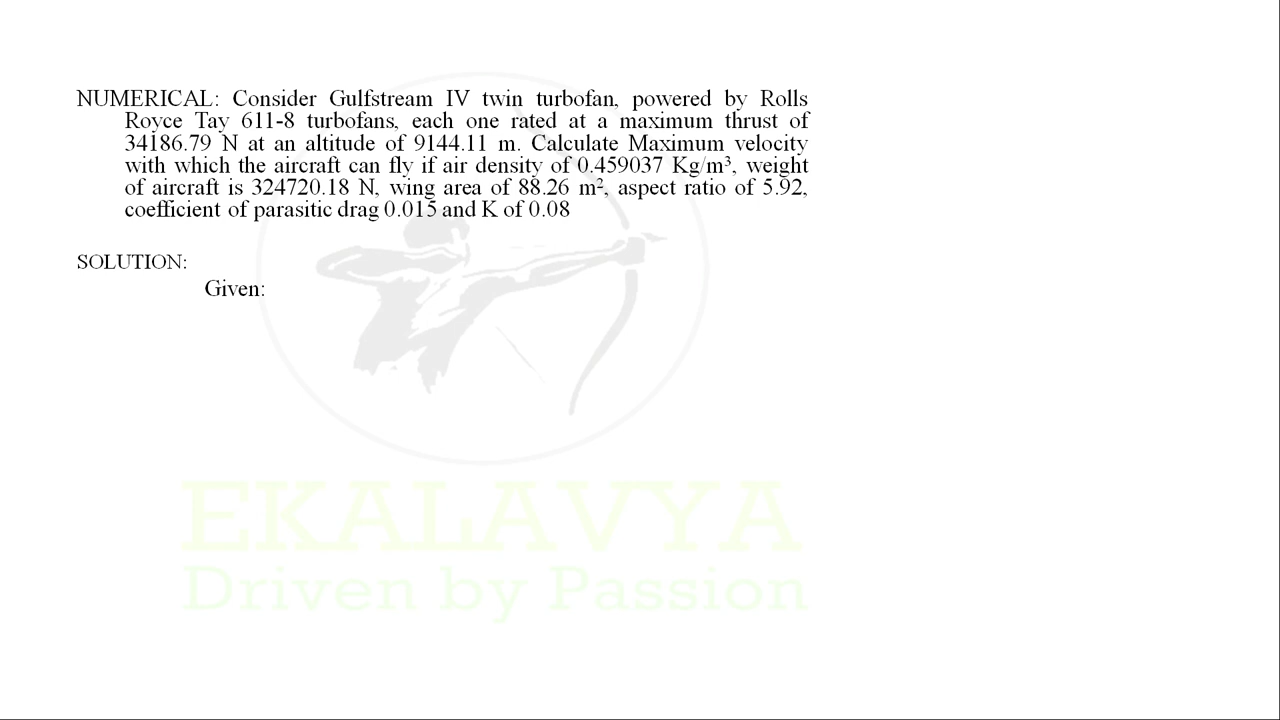 NUMERICAL: Consider Gulfstream IV twin turbofan, powered by Rolls
Royce Tay 611-8 turbofans, each one rated at a maximum thrust of
34186.79 N at an altitude of 9144.11 m. Calculate Maximum velocity
with which the aircraft can fly if air density of 0.459037 Kg/m³, weight
of aircraft is 324720.18 N, wing area of 88.26 m², aspect ratio of 5.92,
coefficient of parasitic drag 0.015 and K of 0.08
SOLUTION:
Given:
EKALAVYA
Driven by Passion